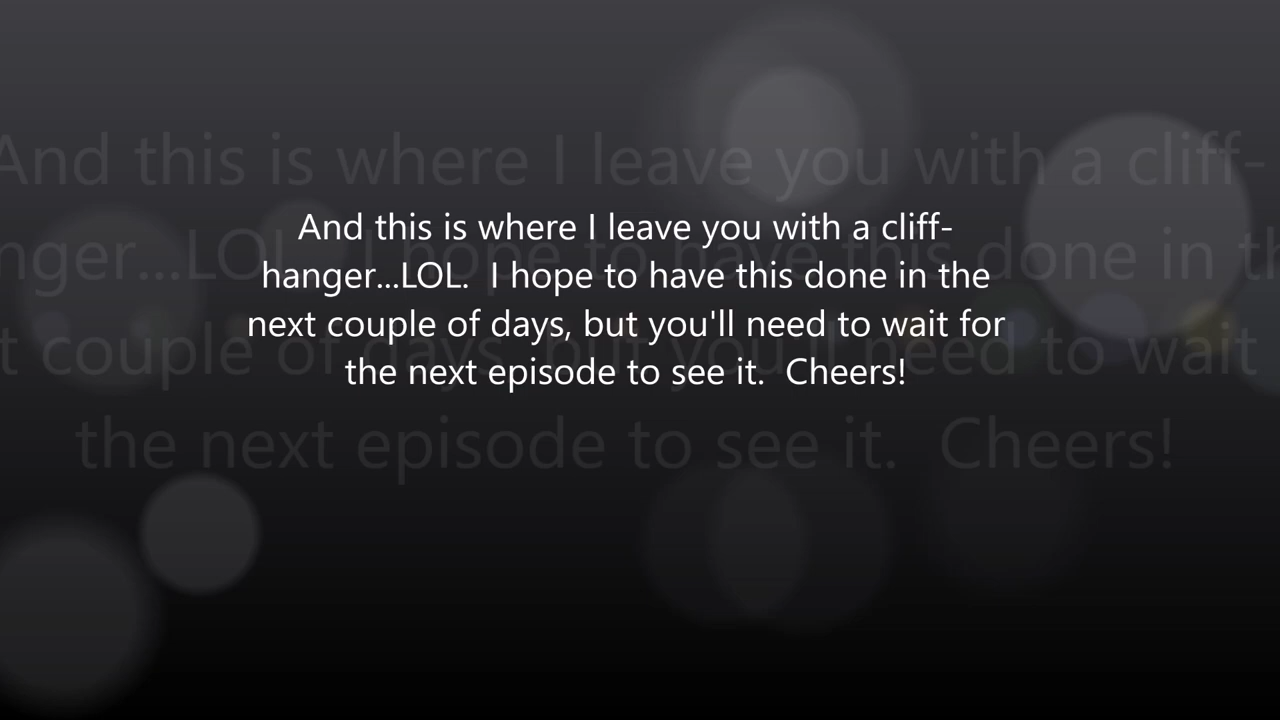 And this is where I leave you with a cliff-
hanger...LOL.  I hope to have this done in the
next couple of days, but you'll need to wait for
the next episode to see it.  Cheers!